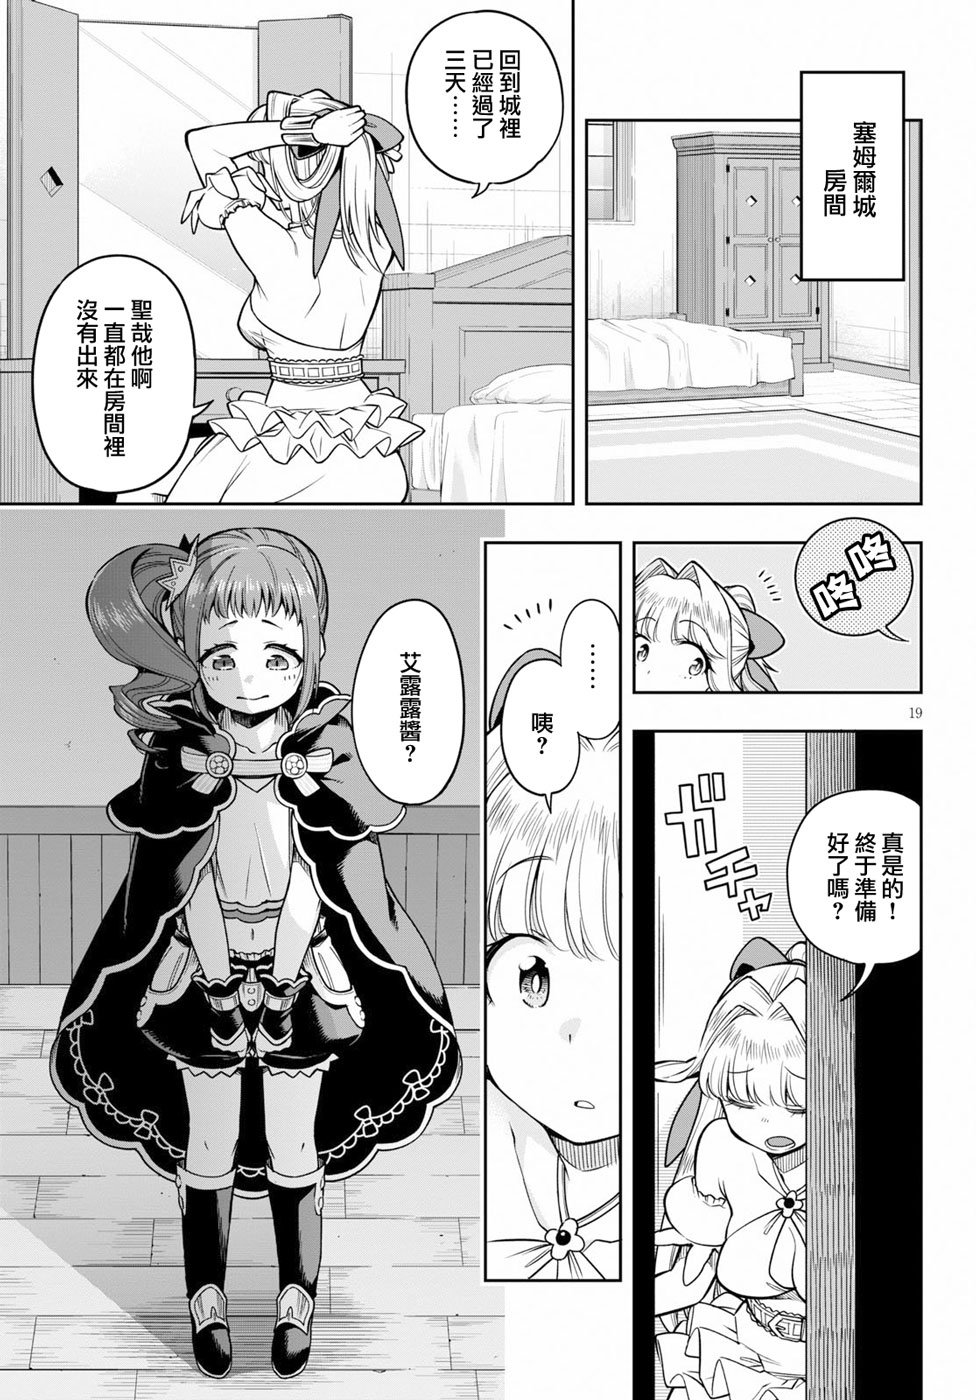 塞姆爾城
房間
回到城裡
已經過了
三天……
聖哉他啊
一直都在房間裡
沒有出來
咚咚
19
真是的！
終于準備
好了嗎？
ガチャ
……
咦？
艾露露醬？